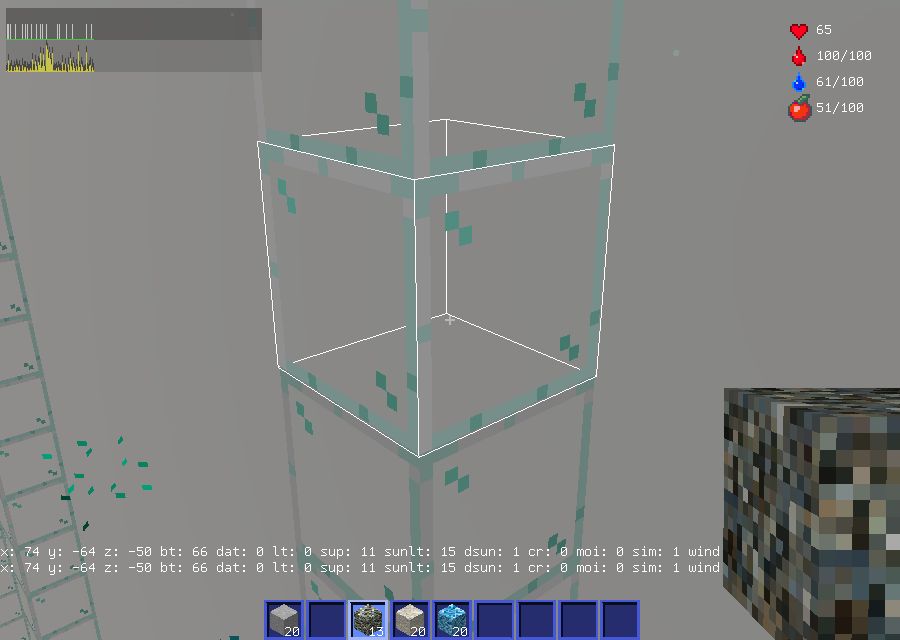 65
100/100
61/100
51/100
x: 74 y: -64 z: -50 bt: 66 dat: 0 lt: 0 sup: 11 sunlt: 15 dsun: 1 cr: 0 moi: 0 sim: 1 wind
x: 74 y: -64 z: -50 bt: 66 dat: 0 lt: 0 sup: 11 sunlt: 15 dsun: 1 cr: 0 moi: 0 sim: 1 wind
20 13 20 20